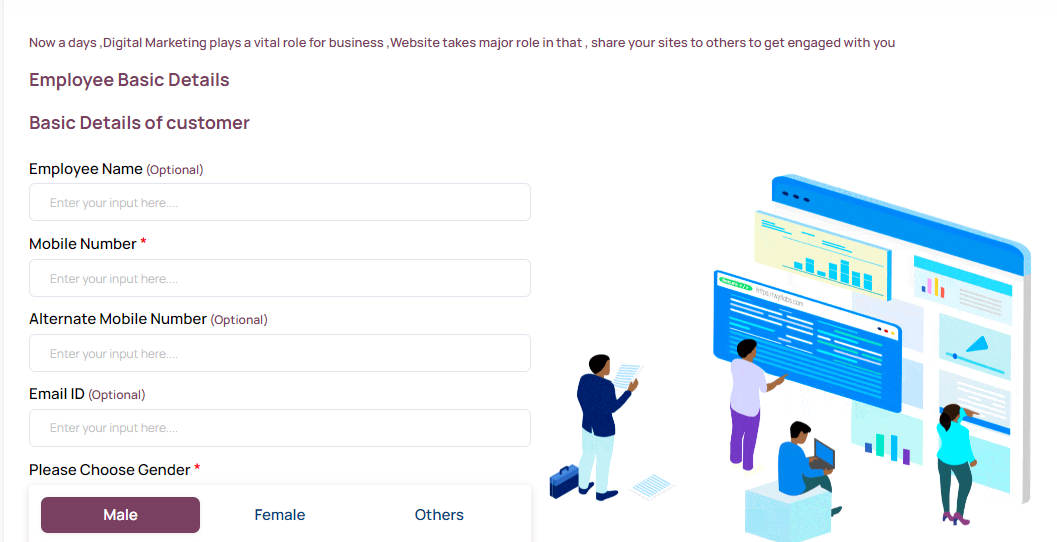 Now a days ,Digital Marketing plays a vital role for business ,Website takes major role in that , share your sites to others to get engaged with you
Employee Basic Details
Basic Details of customer
Employee Name (Optional)
Enter your input here....
Mobile Number *
Enter your input here....
Alternate Mobile Number (Optional)
Enter your input here....
Email ID (Optional)
Enter your input here....
Please Choose Gender *
Male Female Others